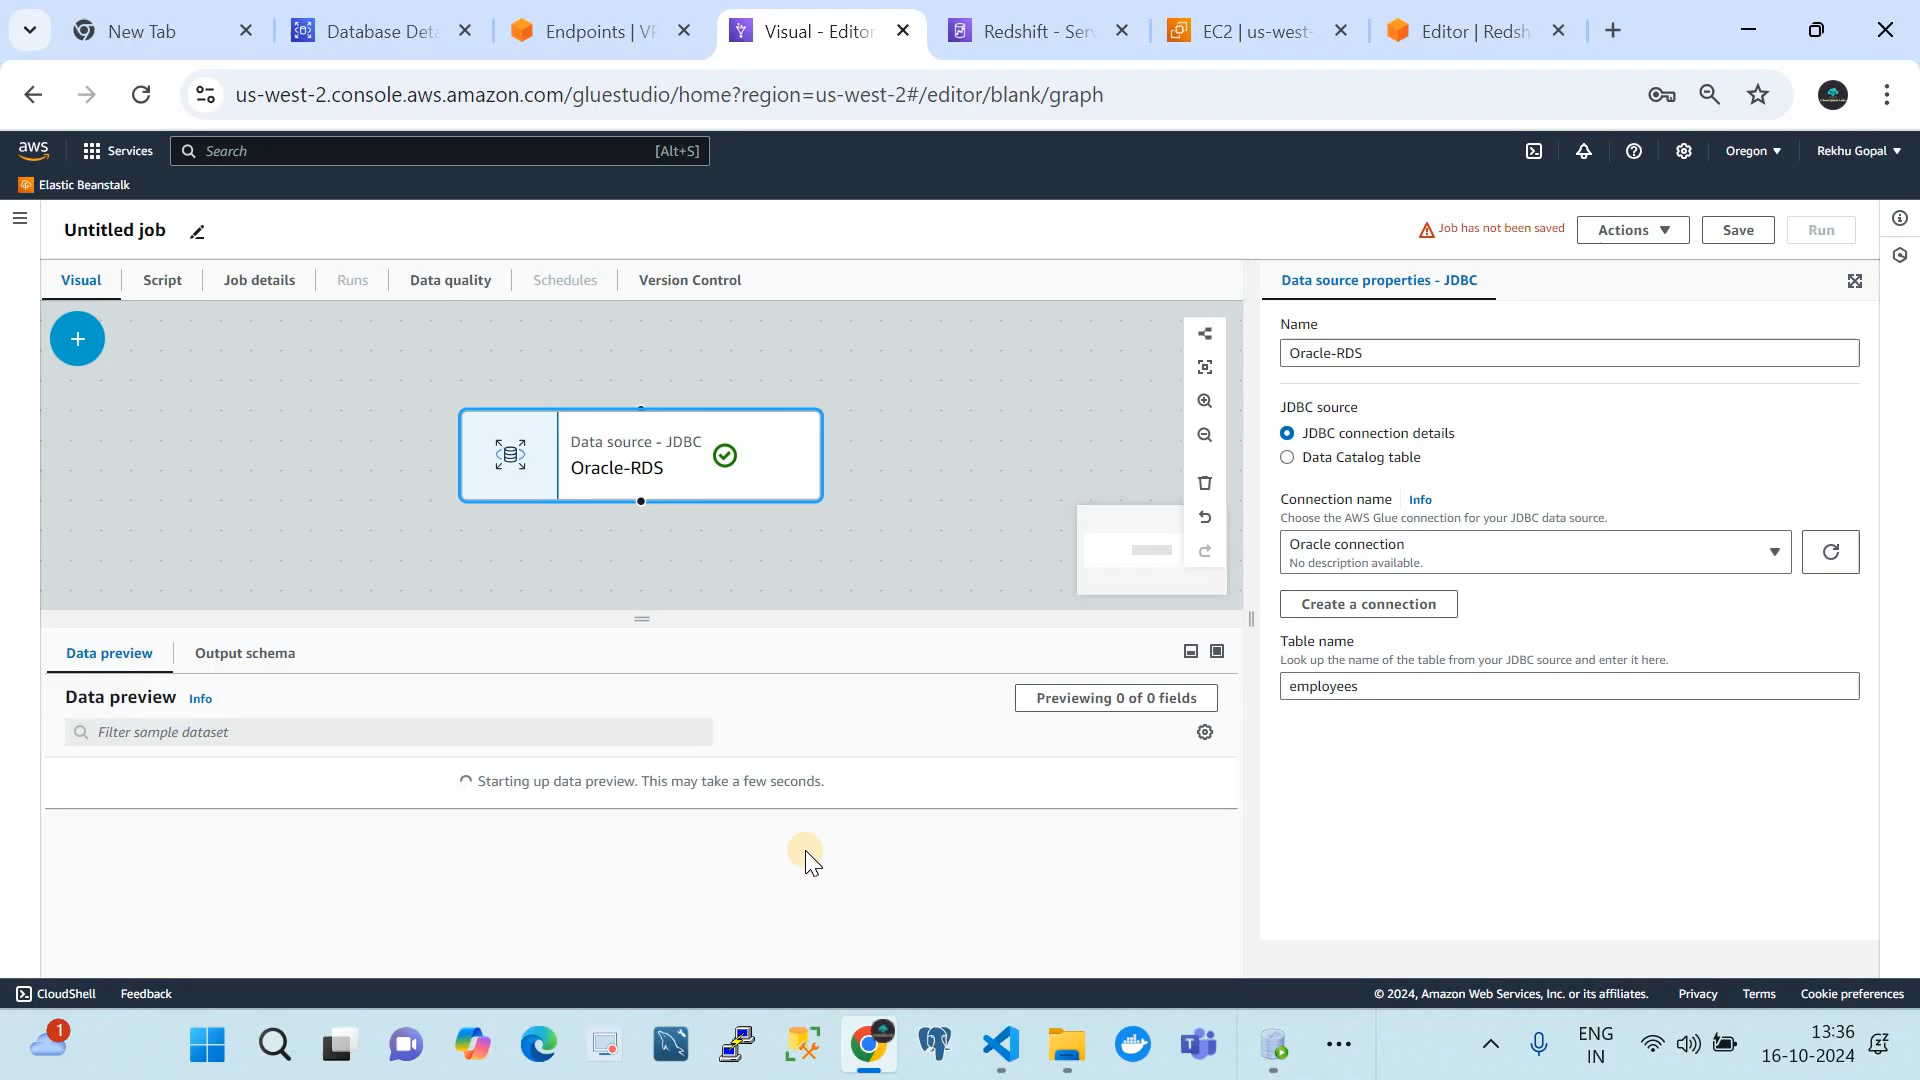 New Tab
Database Deta
Endpoints | VP
Visual - Editor
Redshift - Serv
EC2 | us-west-
Editor | Redsh
us-west-2.console.aws.amazon.com/gluestudio/home?region=us-west-2#/editor/blank/graph
aws
Services
Search
[Alt+S]
Oregon
Rekhu Gopal
Elastic Beanstalk
Untitled job
Job has not been saved
Actions
Save
Run
Visual
Script
Job details
Runs
Data quality
Schedules
Version Control
Data source properties - JDBC
Name
Oracle-RDS
Data source - JDBC
Oracle-RDS
JDBC source
JDBC connection details
Data Catalog table
Connection name
Info
Choose the AWS Glue connection for your JDBC data source.
Oracle connection
No description available.
Create a connection
Table name
Look up the name of the table from your JDBC source and enter it here.
employees
Data preview
Output schema
Data preview
Info
Previewing 0 of 0 fields
Filter sample dataset
Starting up data preview. This may take a few seconds.
CloudShell
Feedback
© 2024, Amazon Web Services, Inc. or its affiliates.
Privacy
Terms
Cookie preferences
1
ENG
IN
13:36
16-10-2024